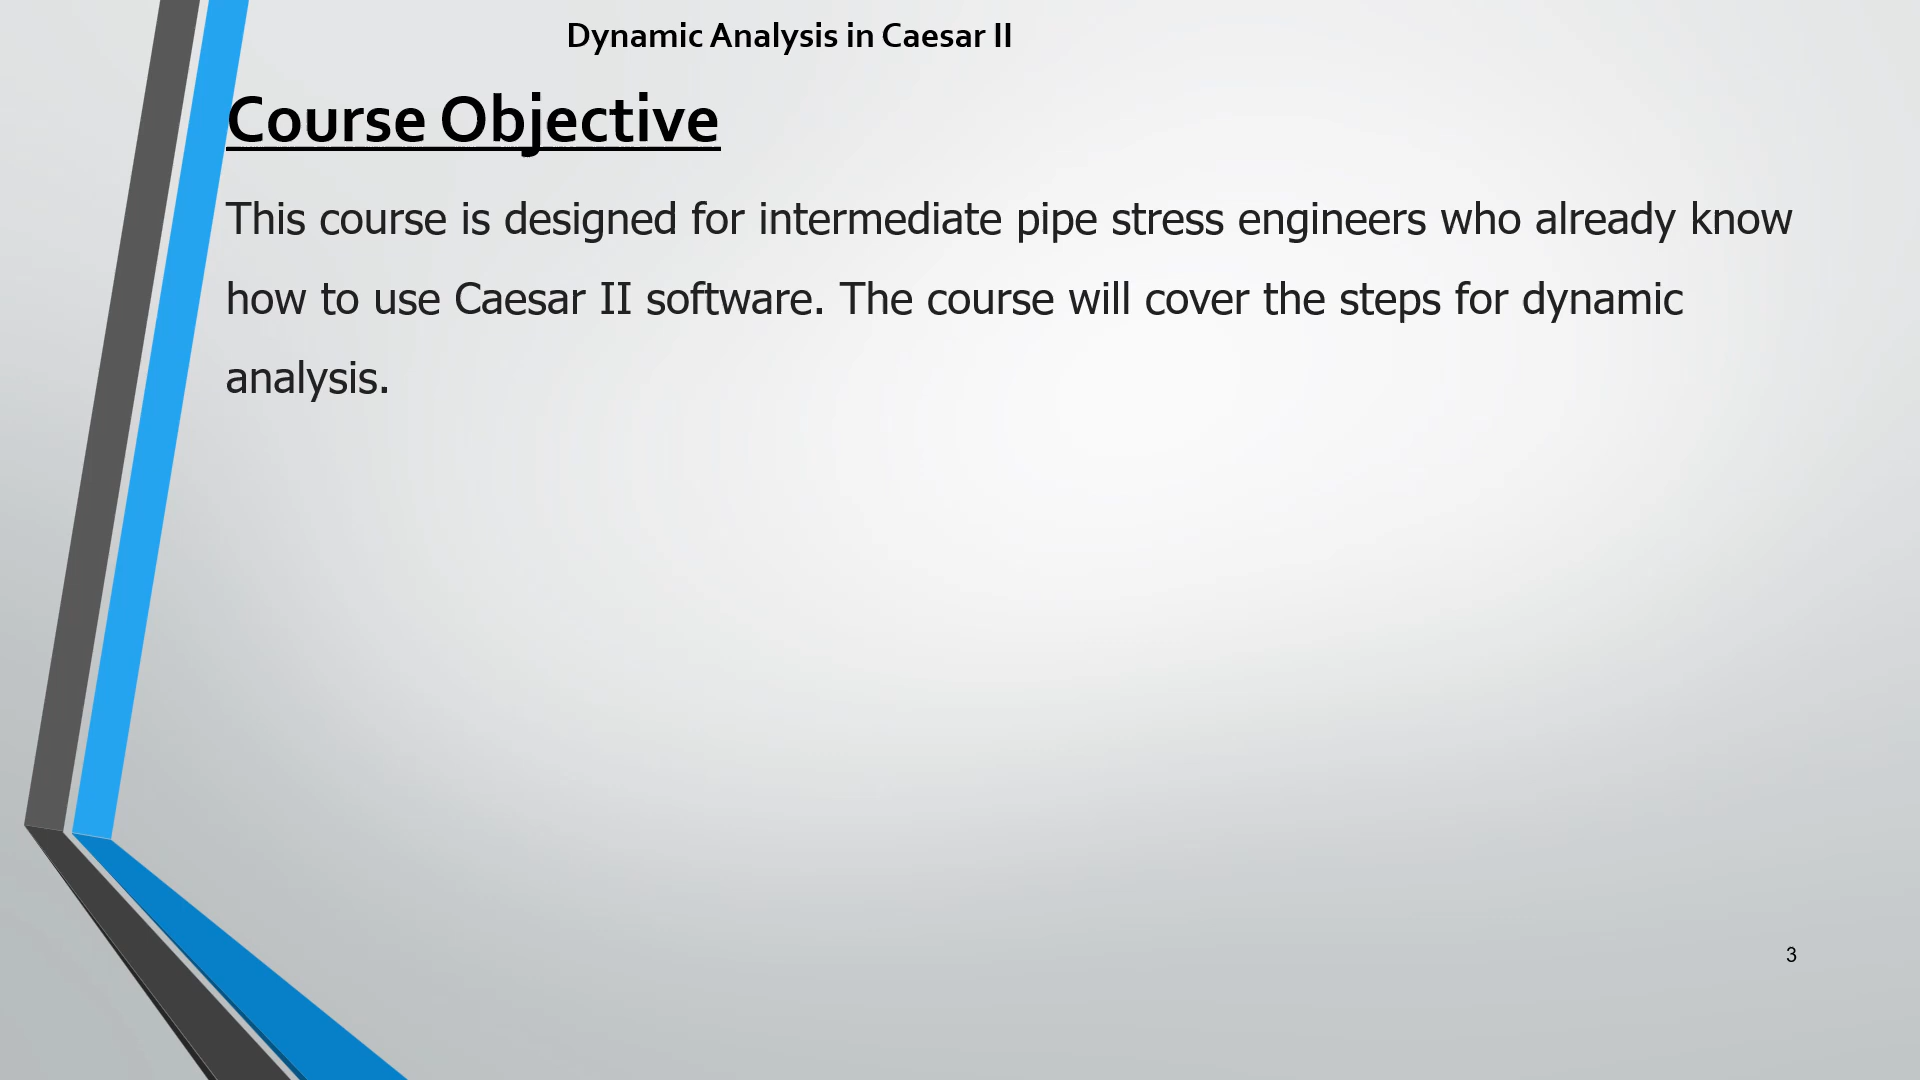 Dynamic Analysis in Caesar II
Course Objective
This course is designed for intermediate pipe stress engineers who already know
how to use Caesar II software. The course will cover the steps for dynamic
analysis.
3